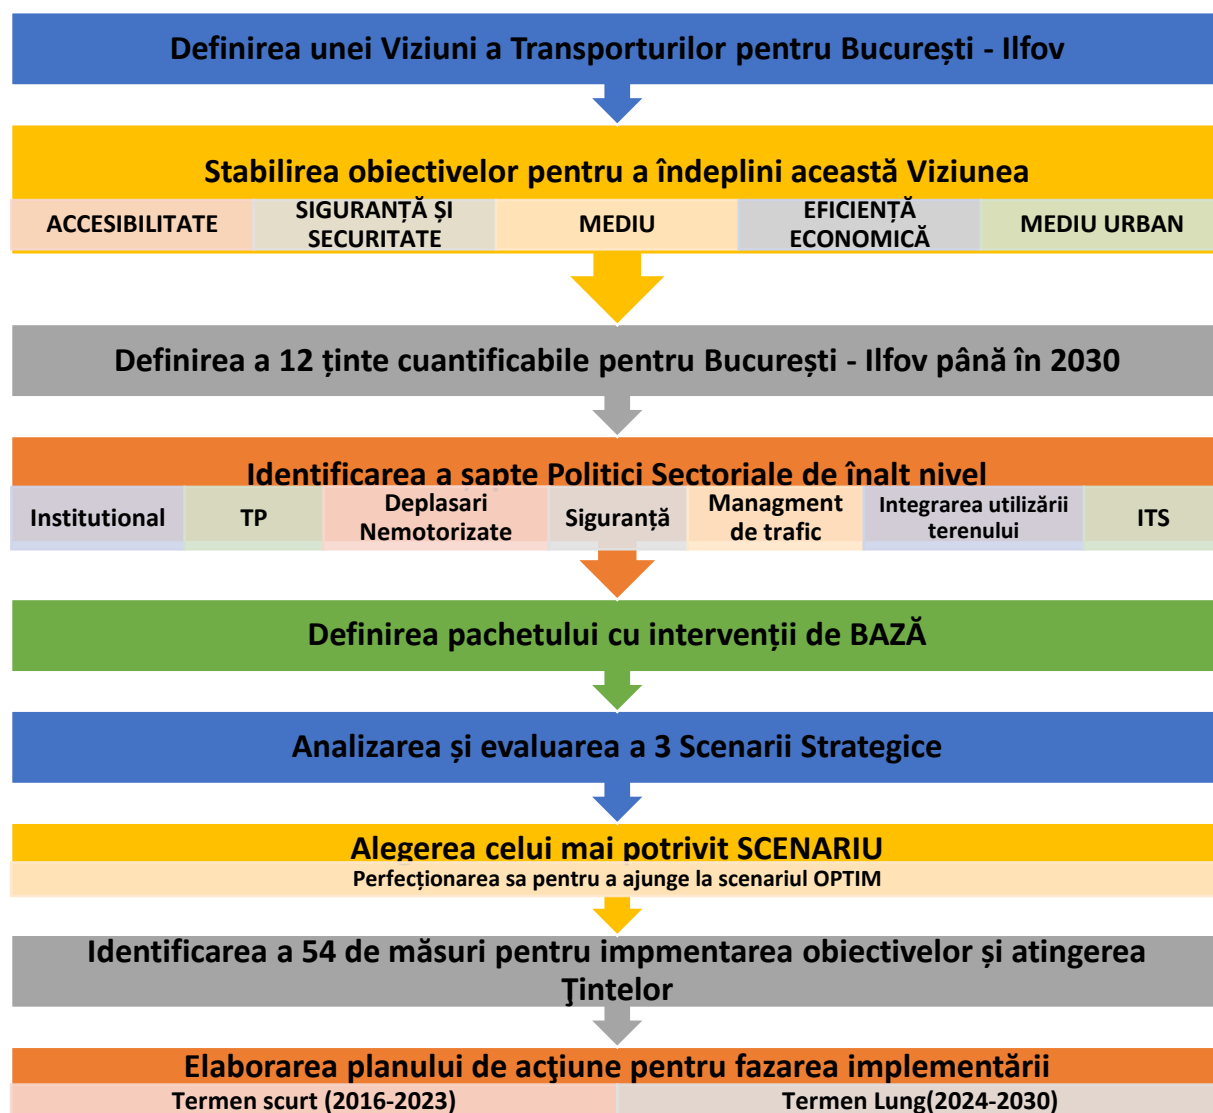 Definirea unei Viziuni a Transporturilor pentru București - Ilfov
Stabilirea obiectivelor pentru a îndeplini această Viziunea
ACCESIBILITATE
SIGURANȚĂ ȘI
SECURITATE
MEDIU
EFICIENȚĂ
ECONOMICĂ
MEDIU URBAN
Definirea a 12 ținte cuantificabile pentru București - Ilfov până în 2030
Identificarea a șapte Politici Sectoriale de înalt nivel
Institutional
TP
Deplasari
Nemotorizate
Siguranță
Managment
de trafic
Integrarea utilizării
terenului
ITS
Definirea pachetului cu intervenții de BAZĂ
Analizarea și evaluarea a 3 Scenarii Strategice
Alegerea celui mai potrivit SCENARIU
Perfecționarea sa pentru a ajunge la scenariul OPTIM
Identificarea a 54 de măsuri pentru impmentarea obiectivelor și atingerea
Ţintelor
Elaborarea planului de acţiune pentru fazarea implementării
Termen scurt (2016-2023)
Termen Lung(2024-2030)